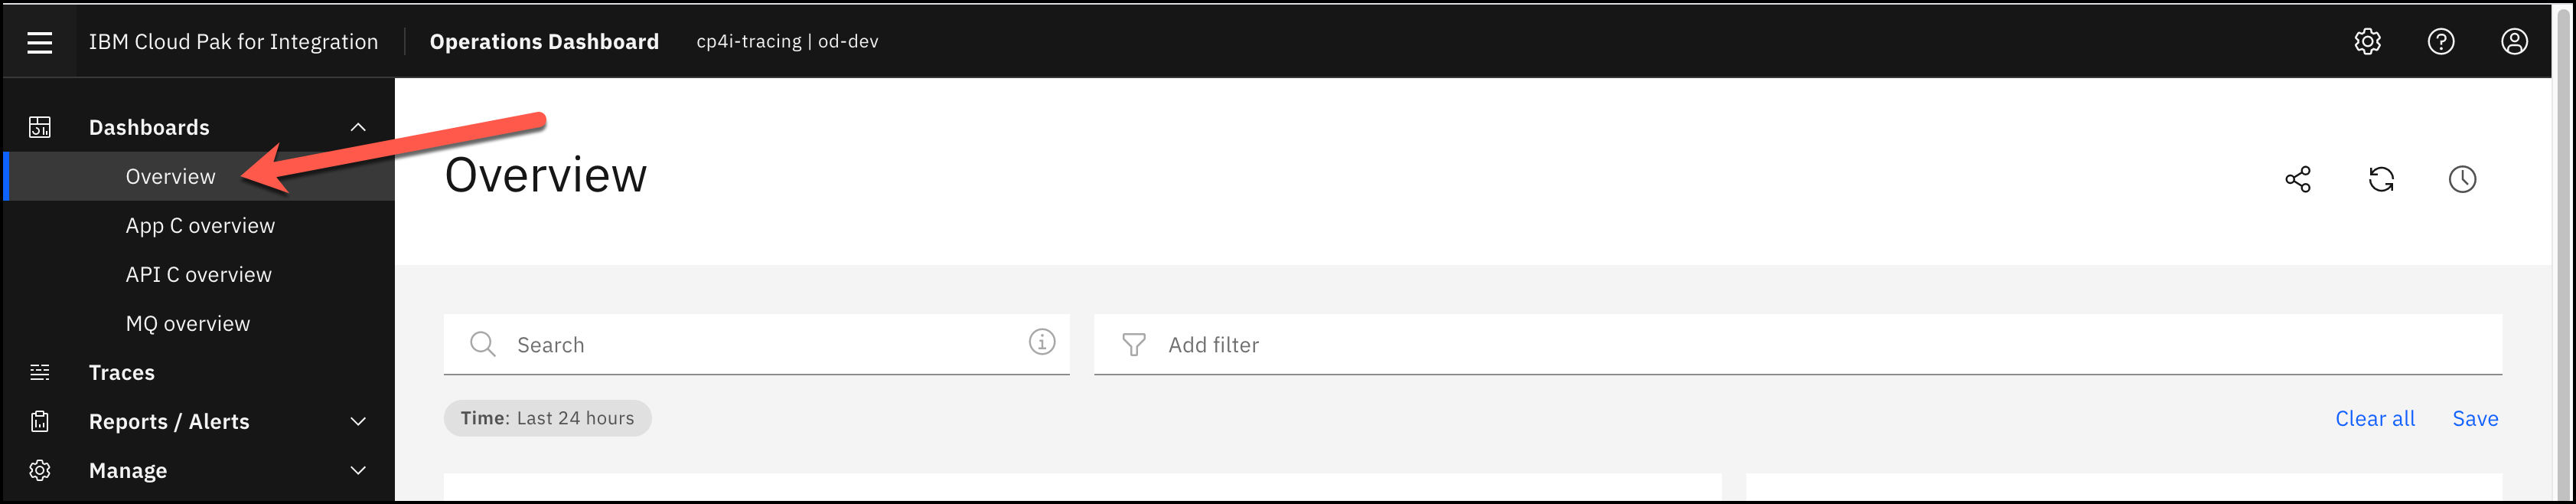 IBM Cloud Pak for Integration Operations Dashboard cp4i-tracing | od-dev
Dashboards
Overview
App C overview
API C overview
MQ overview
Traces
Reports / Alerts
Manage
Overview
Search
Add filter
Time: Last 24 hours
Clear all Save